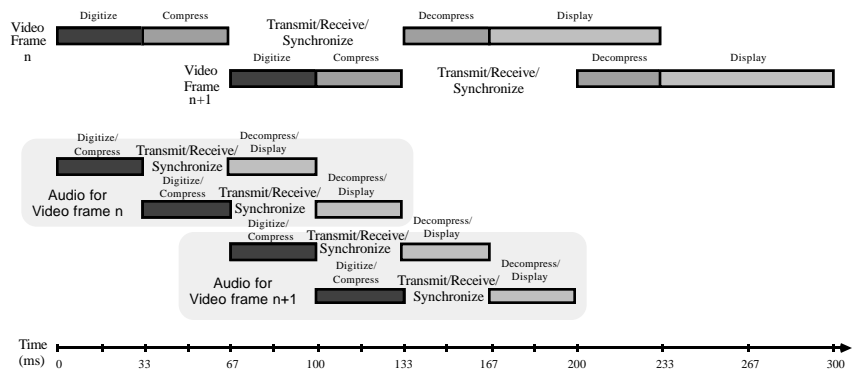 Digitize Compress Transmit/Receive/ Decompress Display
Video
Frame
n
Synchronize
Digitize Compress Transmit/Receive/ Decompress Display
Video
Frame
n+1
Synchronize
Digitize/
Compress
Transmit/Receive/
Synchronize
Decompress/
Display
Audio for
Video frame n
Digitize/
Compress
Transmit/Receive/
Synchronize
Decompress/
Display
Digitize/
Compress
Transmit/Receive/
Synchronize
Decompress/
Display
Audio for
Video frame n+1
Digitize/
Compress
Transmit/Receive/
Synchronize
Decompress/
Display
Time
(ms)
0 33 67 100 133 167 200 233 267 300